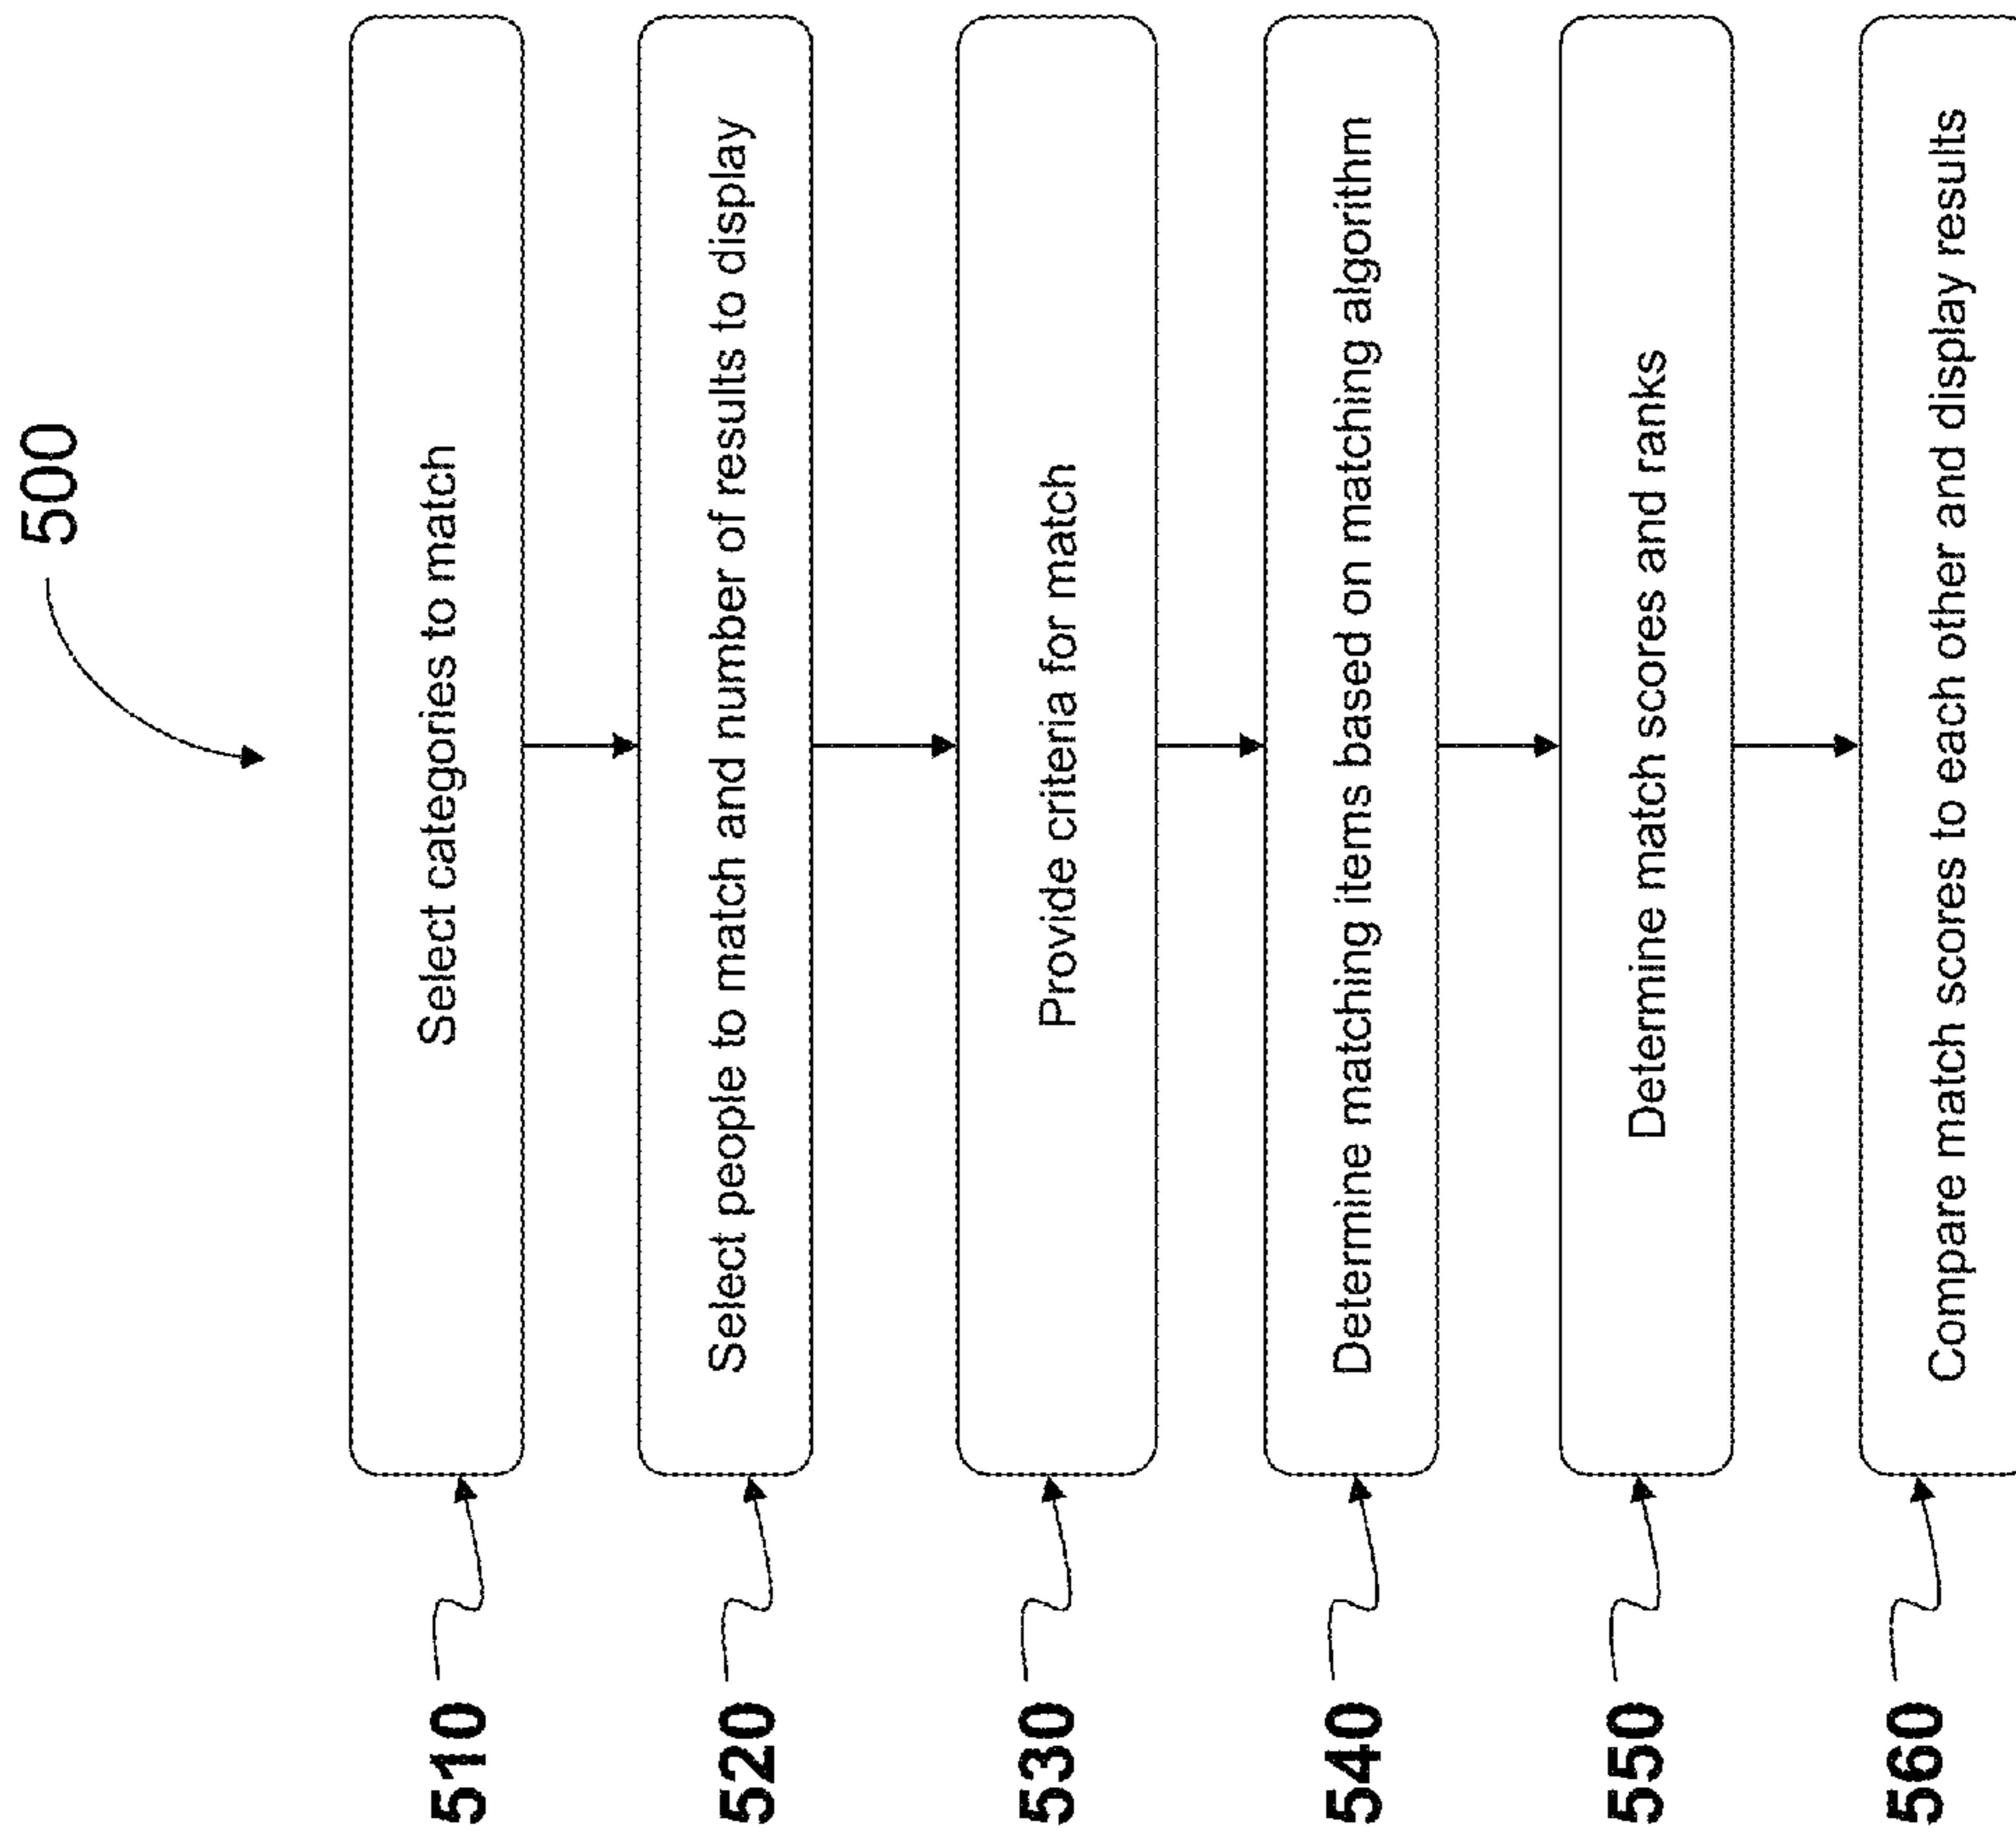 500
510
Select categories to match
520
Select people to match and number of results to display
530
Provide criteria for match
540
Determine matching items based on matching algorithm
550
Determine match scores and ranks
560
Compare match scores to each other and display results